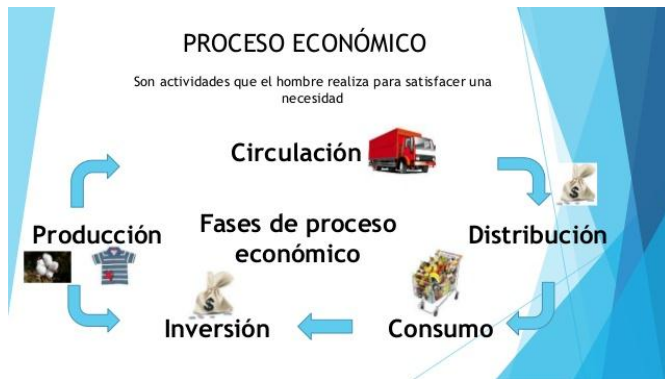 PROCESO ECONÓMICO
Son actividades que el hombre realiza para satisfacer una
necesidad
Circulación
Producción
Fases de proceso
económico
Distribución
Inversión
Consumo